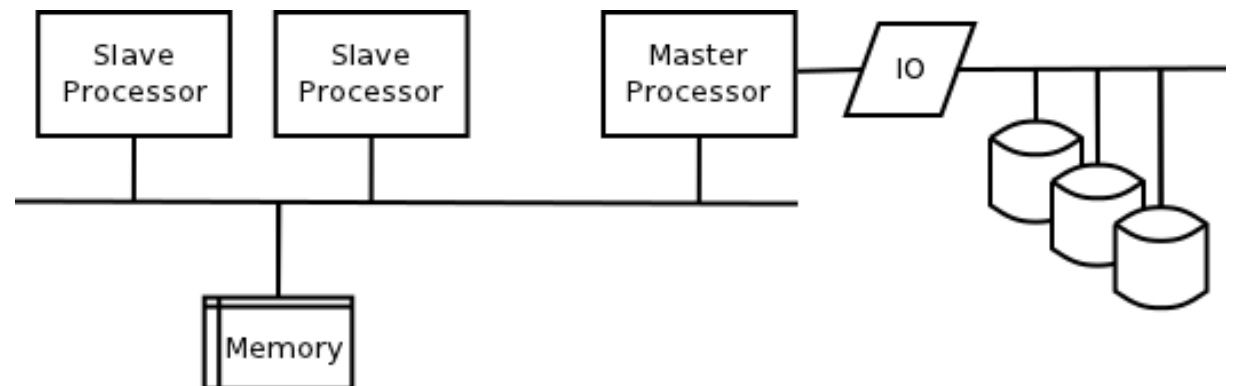 Slave
Processor
Slave
Processor
Master
Processor
IO
Memory